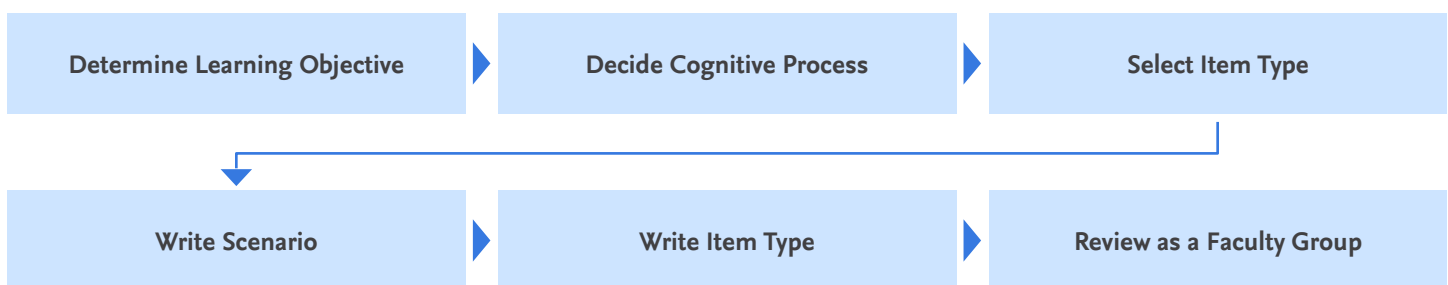 Determine Learning Objective
Decide Cognitive Process
Select Item Type
Write Scenario
Write Item Type
Review as a Faculty Group